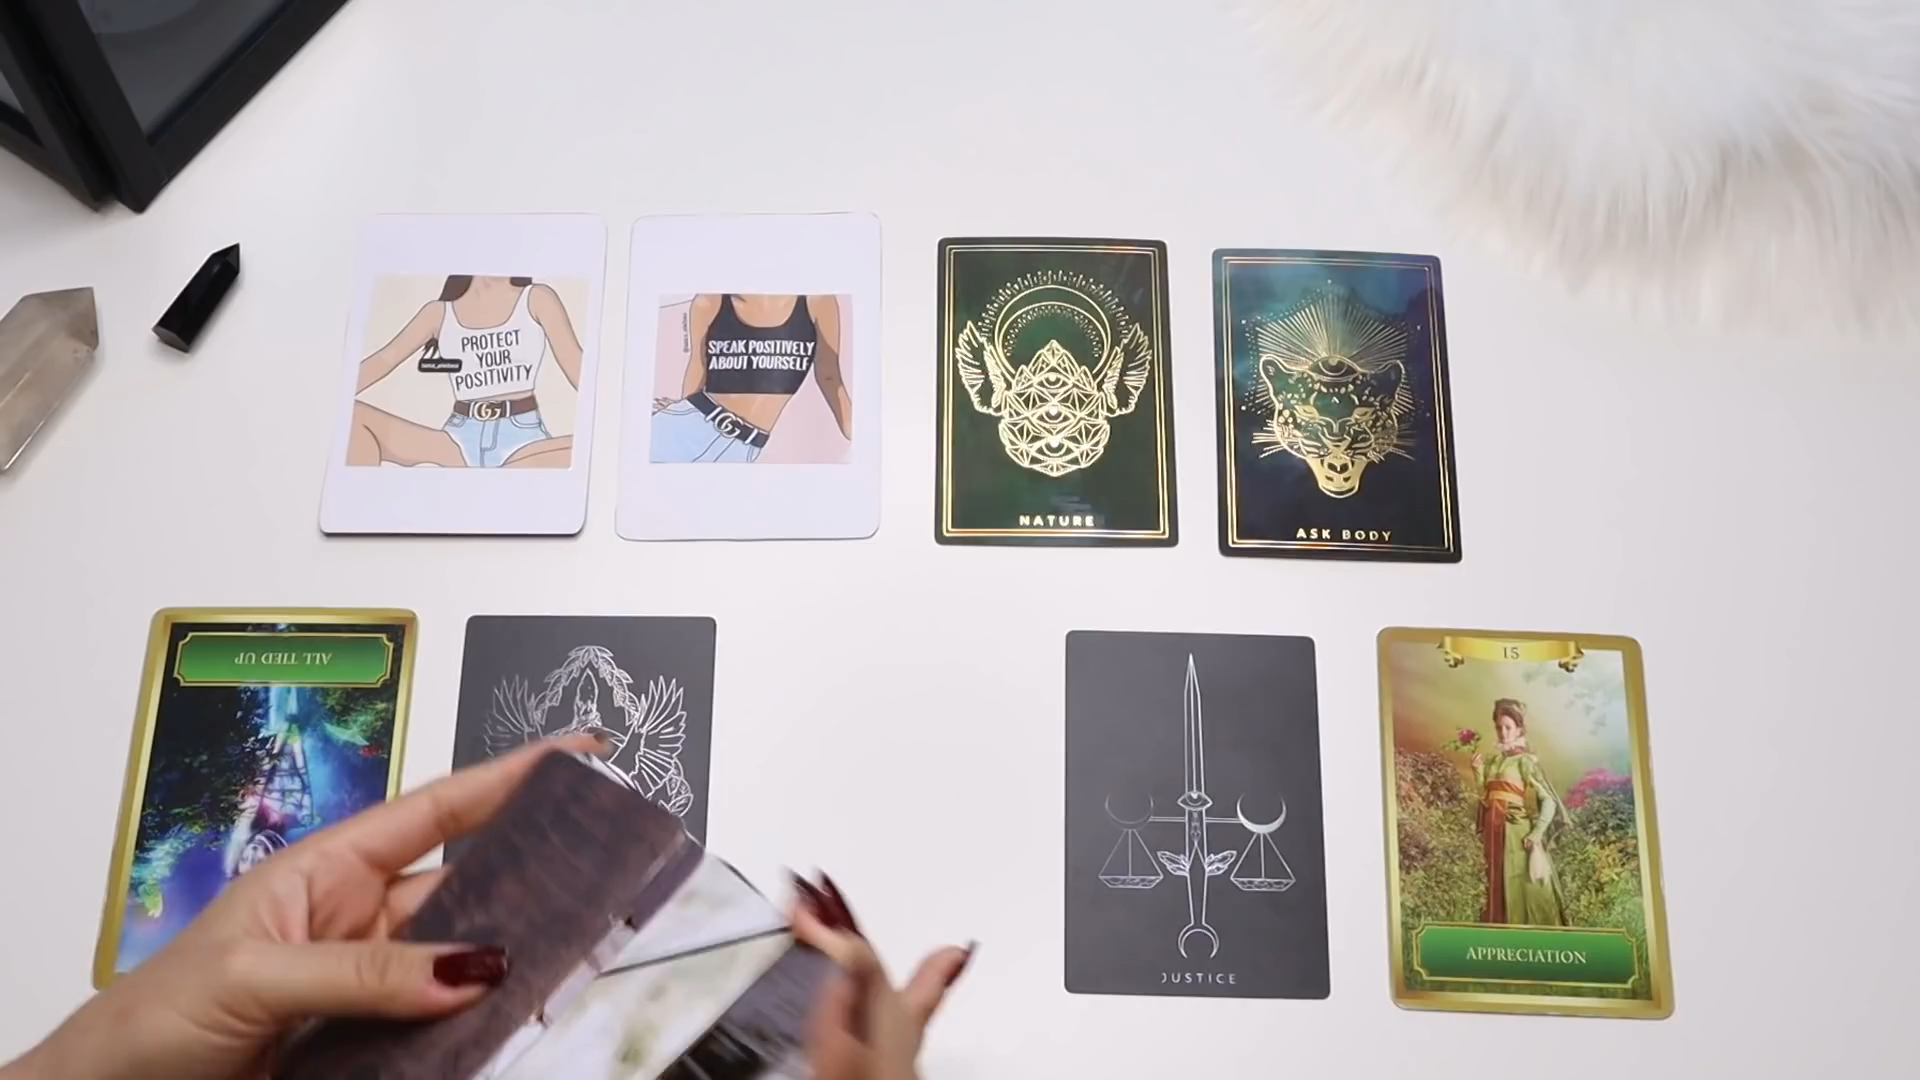 PROTECT
YOUR
POSITIVITY
SPEAK POSITIVELY
ABOUT YOURSELF
NATURE
ASK BODY
ALL TIED UP
JUSTICE
15
APPRECIATION